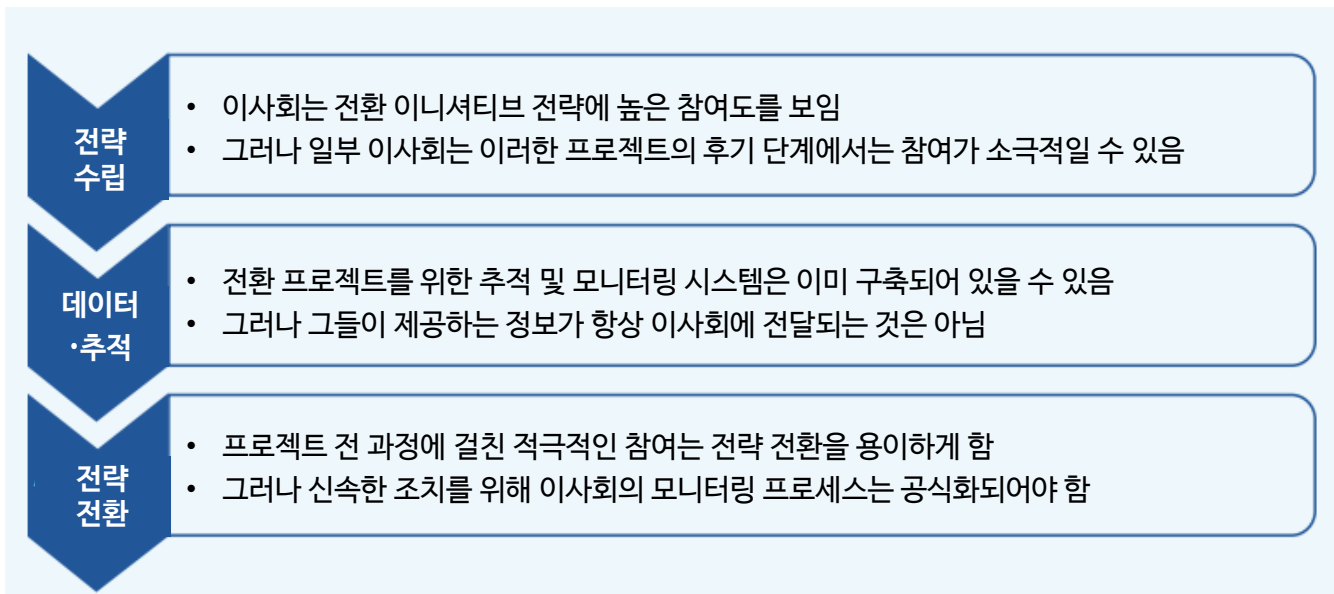 전략
수립
• 이사회는 전환 이니셔티브 전략에 높은 참여도를 보임
• 그러나 일부 이사회는 이러한 프로젝트의 후기 단계에서는 참여가 소극적일 수 있음
데이터
·추적
• 전환 프로젝트를 위한 추적 및 모니터링 시스템은 이미 구축되어 있을 수 있음
• 그러나 그들이 제공하는 정보가 항상 이사회에 전달되는 것은 아님
전략
전환
• 프로젝트 전 과정에 걸친 적극적인 참여는 전략 전환을 용이하게 함
• 그러나 신속한 조치를 위해 이사회의 모니터링 프로세스는 공식화되어야 함